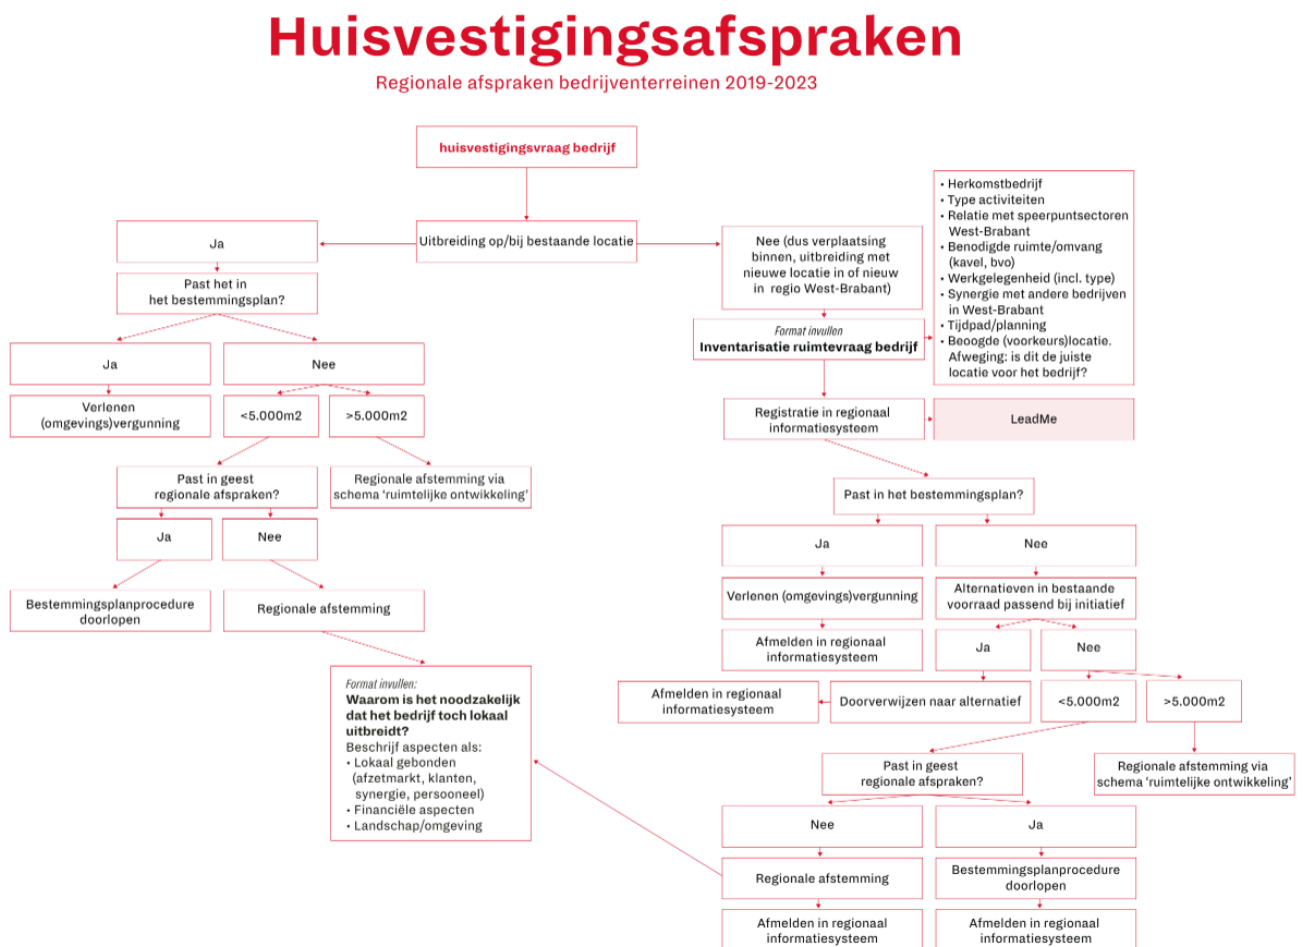 Huisvestigingsafspraken
Regionale afspraken bedrijventerreinen 2019-2023
huisvestigingsvraag bedrijf
Ja
Uitbreiding op/bij bestaande locatie
Nee (dus verplaatsing
binnen, uitbreiding met
nieuwe locatie in of nieuw
in regio West-Brabant)
• Herkomstbedrijf
• Type activiteiten
• Relatie met speerpuntsectoren
West-Brabant
• Benodigde ruimte/omvang
(kavel, bvo)
• Werkgelegenheid (incl. type)
• Synergie met andere bedrijven
in West-Brabant
• Tijdpad/planning
• Beoogde (voorkeurs)locatie.
Afweging: is dit de juiste
locatie voor het bedrijf?
Past het in
het bestemmingsplan?
Format invullen
Inventarisatie ruimtevraag bedrijf
Ja
Nee
Verlenen
(omgevings)vergunning
<5.000m2
>5.000m2
Registratie in regionaal
informatiesysteem
LeadMe
Past in geest
regionale afspraken?
Regionale afstemming via
schema ‘ruimtelijke ontwikkeling’
Past in het bestemmingsplan?
Ja
Nee
Ja
Nee
Bestemmingsplanprocedure
doorlopen
Regionale afstemming
Verlenen (omgevings)vergunning
Alternatieven in bestaande
voorraad passend bij initiatief
Afmelden in regionaal
informatiesysteem
Ja
Nee
Format invullen:
Waarom is het noodzakelijk
dat het bedrijf toch lokaal
uitbreidt?
Beschrijf aspecten als:
• Lokaal gebonden
(afzetmarkt, klanten,
synergie, persooneel)
• Financiële aspecten
• Landschap/omgeving
Afmelden in regionaal
informatiesysteem
Doorverwijzen naar alternatief
<5.000m2
>5.000m2
Past in geest
regionale afspraken?
Regionale afstemming via
schema ‘ruimtelijke ontwikkeling’
Nee
Ja
Regionale afstemming
Bestemmingsplanprocedure
doorlopen
Afmelden in regionaal
informatiesysteem
Afmelden in regionaal
informatiesysteem